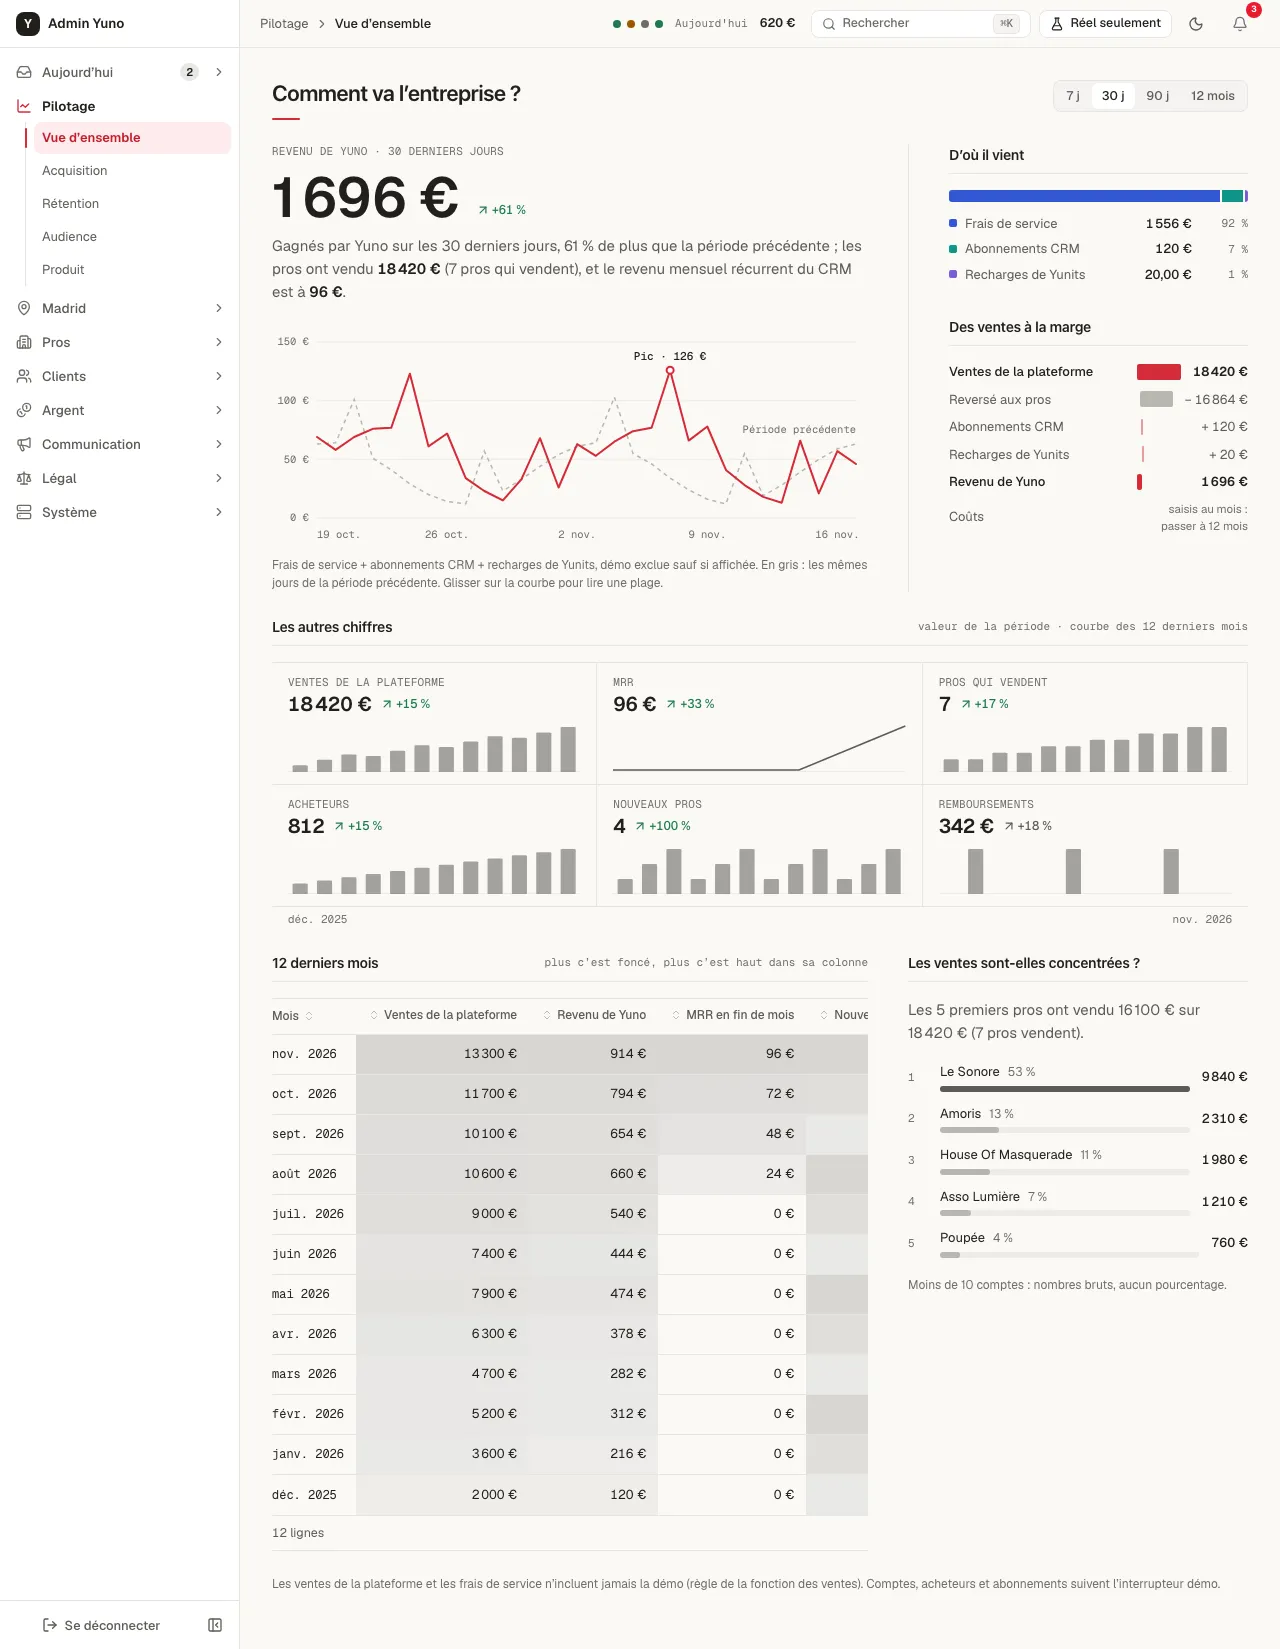 Y Admin Yuno
Pilotage > Vue d'ensemble
Aujourd'hui 620 €
Rechercher ⌘K
Réel seulement
3
Aujourd'hui 2
Pilotage
Vue d'ensemble
Acquisition
Rétention
Audience
Produit
Madrid
Pros
Clients
Argent
Communication
Légal
Système
Se déconnecter
Comment va l'entreprise ?
7 j 30 j 90 j 12 mois
REVENU DE YUNO · 30 DERNIERS JOURS
1 696 € +61 %
Gagnés par Yuno sur les 30 derniers jours, 61 % de plus que la période précédente ; les
pros ont vendu 18 420 € (7 pros qui vendent), et le revenu mensuel récurrent du CRM
est à 96 €.
150 €
100 €
50 €
0 €
Pic · 126 €
Période précédente
19 oct. 26 oct. 2 nov. 9 nov. 16 nov.
Frais de service + abonnements CRM + recharges de Yunits, démo exclue sauf si affichée. En gris : les mêmes
jours de la période précédente. Glisser sur la courbe pour lire une plage.
D'où il vient
Frais de service 1 556 € 92 %
Abonnements CRM 120 € 7 %
Recharges de Yunits 20,00 € 1 %
Des ventes à la marge
Ventes de la plateforme 18 420 €
Reversé aux pros − 16 864 €
Abonnements CRM + 120 €
Recharges de Yunits + 20 €
Revenu de Yuno 1 696 €
Coûts saisis au mois :
passer à 12 mois
Les autres chiffres
valeur de la période · courbe des 12 derniers mois
VENTES DE LA PLATEFORME
18 420 € +15 %
MRR
96 € +33 %
PROS QUI VENDENT
7 +17 %
ACHETEURS
812 +15 %
NOUVEAUX PROS
4 +100 %
REMBOURSEMENTS
342 € +18 %
déc. 2025 nov. 2026
12 derniers mois
plus c'est foncé, plus c'est haut dans sa colonne
Mois Ventes de la plateforme Revenu de Yuno MRR en fin de mois Nouve
nov. 2026 13 300 € 914 € 96 €
oct. 2026 11 700 € 794 € 72 €
sept. 2026 10 100 € 654 € 48 €
août 2026 10 600 € 660 € 24 €
juil. 2026 9 000 € 540 € 0 €
juin 2026 7 400 € 444 € 0 €
mai 2026 7 900 € 474 € 0 €
avr. 2026 6 300 € 378 € 0 €
mars 2026 4 700 € 282 € 0 €
févr. 2026 5 200 € 312 € 0 €
janv. 2026 3 600 € 216 € 0 €
déc. 2025 2 000 € 120 € 0 €
12 lignes
Les ventes sont-elles concentrées ?
Les 5 premiers pros ont vendu 16 100 € sur
18 420 € (7 pros vendent).
1 Le Sonore 53 % 9 840 €
2 Amoris 13 % 2 310 €
3 House Of Masquerade 11 % 1 980 €
4 Asso Lumière 7 % 1 210 €
5 Poupée 4 % 760 €
Moins de 10 comptes : nombres bruts, aucun pourcentage.
Les ventes de la plateforme et les frais de service n'incluent jamais la démo (règle de la fonction des ventes). Comptes, acheteurs et abonnements suivent l'interrupteur démo.